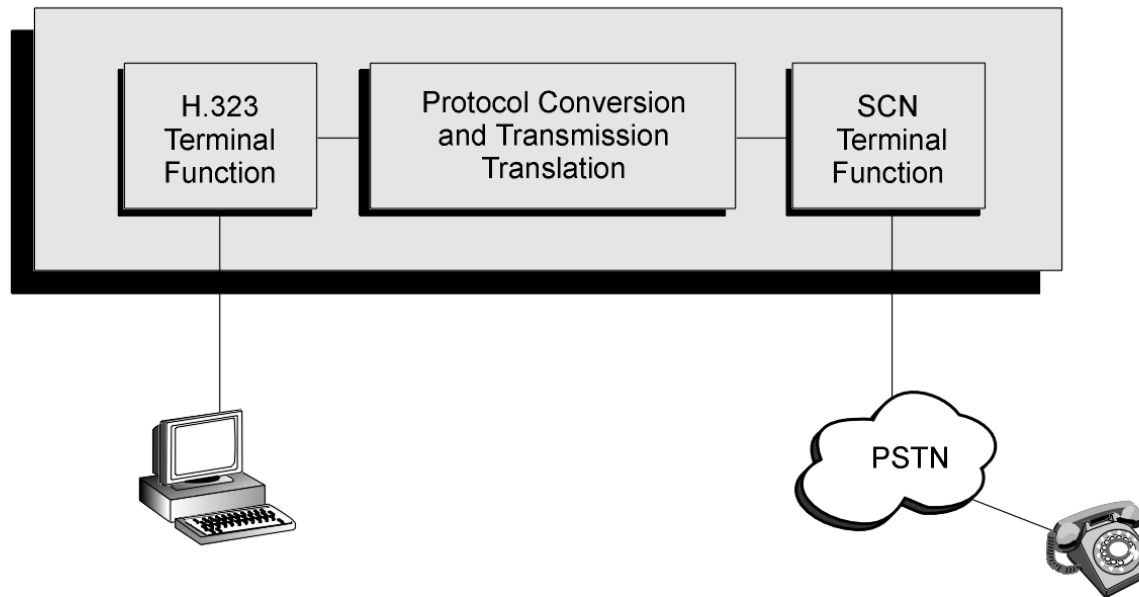 H.323
Terminal
Function
Protocol Conversion
and Transmission
Translation
SCN
Terminal
Function
PSTN